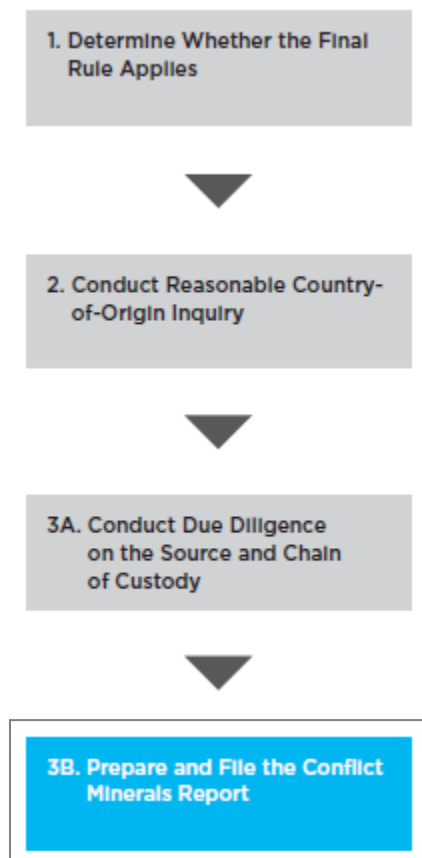 1. Determine Whether the Final
Rule Applies
2. Conduct Reasonable Country-
of-Origin Inquiry
3A. Conduct Due Diligence
on the Source and Chain
of Custody
3B. Prepare and File the Conflict
Minerals Report